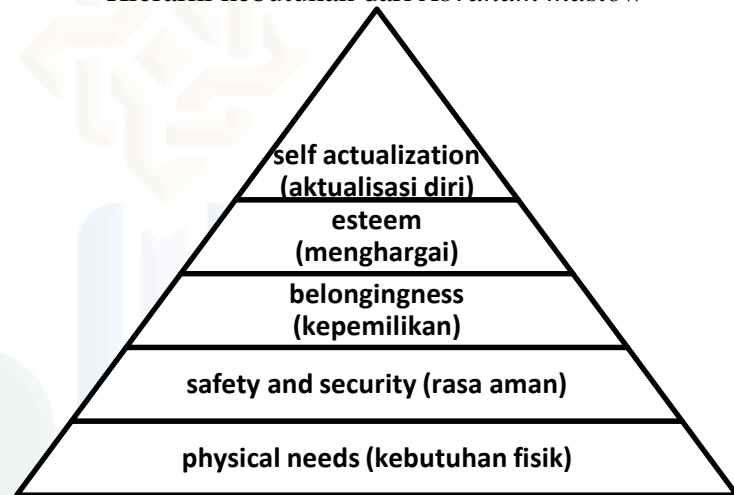 Hierarki kebutuhan dari Abraham Maslow
self actualization
(aktualisasi diri)
esteem
(menghargai)
belongingness
(kepemilikan)
safety and security (rasa aman)
physical needs (kebutuhan fisik)